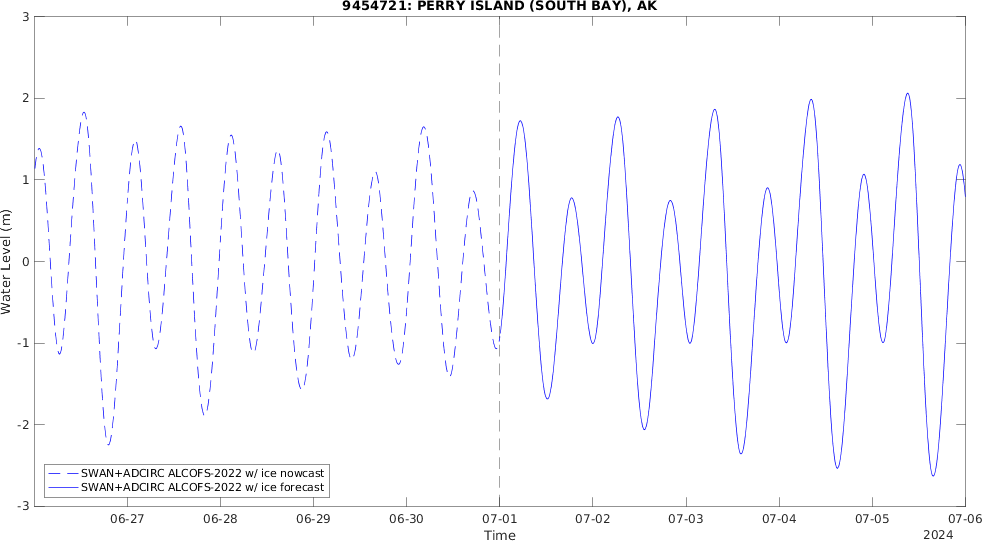 9454721: PERRY ISLAND (SOUTH BAY), AK
3
2
1
0
-1
-2
-3
Water Level (m)
SWAN+ADCIRC ALCOFS-2022 w/ ice nowcast
SWAN+ADCIRC ALCOFS-2022 w/ ice forecast
06-27 06-28 06-29 06-30 07-01 07-02 07-03 07-04 07-05 07-06
Time
2024